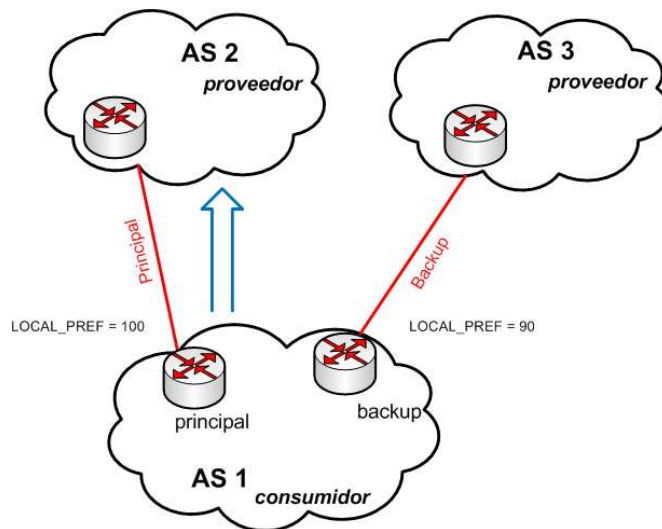 AS 2
proveedor
AS 3
proveedor
Principal
Backup
LOCAL_PREF = 100
LOCAL_PREF = 90
principal
backup
AS 1
consumidor